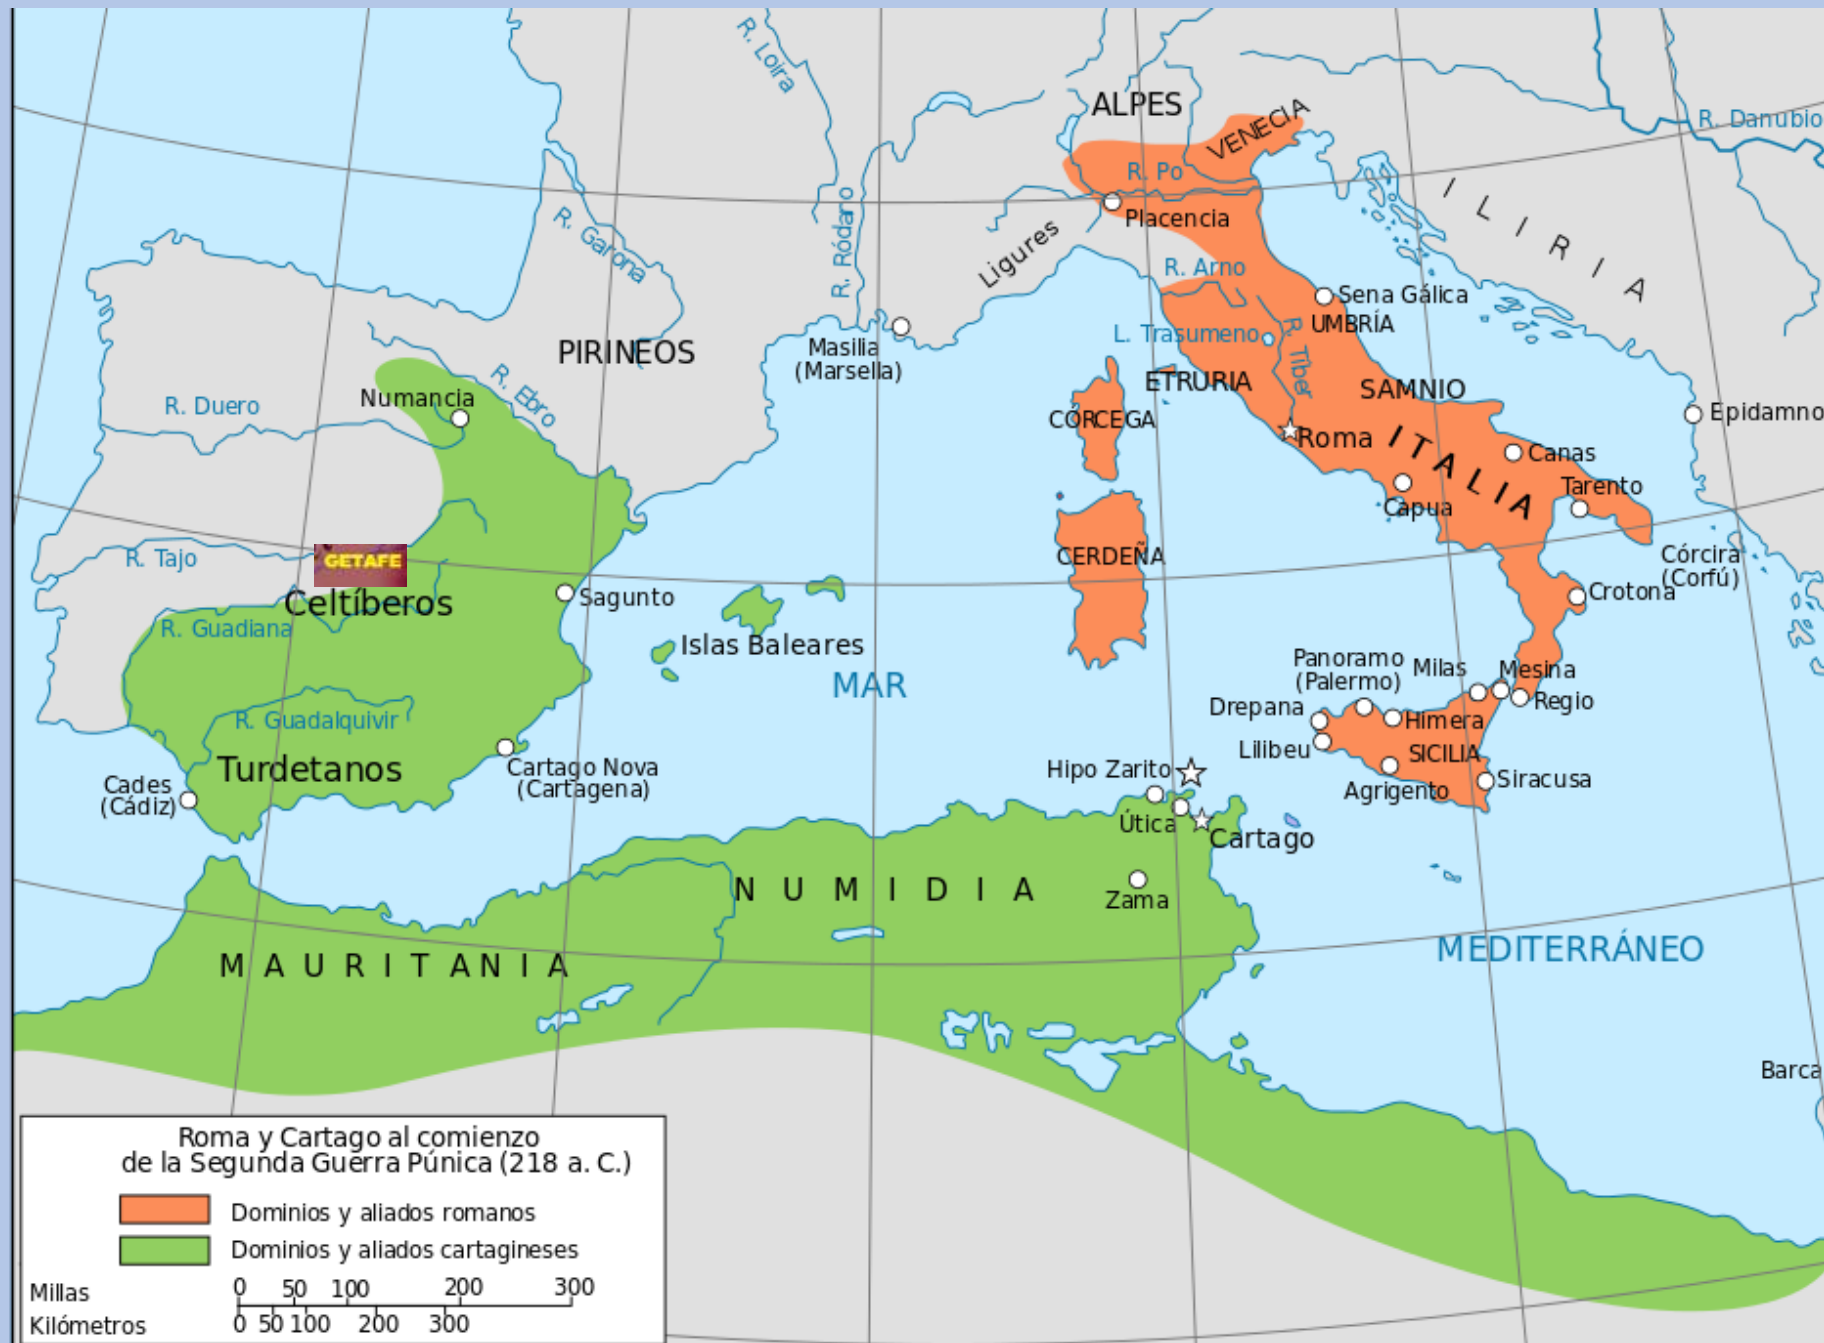 R. Loira
ALPES
VENECIA
R. Danubio
R. Po
Placencia
R. Garona
R. Ródano
Ligures
ILIRIA
R. Arno
Sena Gálica
UMBRÍA
L. Trasumeno
R. Tíber
PIRINEOS
Masilia
(Marsella)
ETRURIA
SAMNIO
R. Ebro
Numancia
R. Duero
CÓRCEGA
Epidamno
Roma
ITALIA
Canas
Tarento
Capua
R. Tajo
GETAFE
CERDEÑA
Córcira
(Corfú)
Celtíberos
Sagunto
Crotona
R. Guadiana
Islas Baleares
MAR
Panoramo
(Palermo)
Milas
Mesina
Regio
Drepana
Himera
R. Guadalquivir
Lilibeu
SICILIA
Turdetanos
Cartago Nova
(Cartagena)
Hipo Zarito
Agrigento
Siracusa
Cades
(Cádiz)
Útica
Cartago
NUMIDIA
Zama
MAURITANIA
MEDITERRÁNEO
Barca
Roma y Cartago al comienzo
de la Segunda Guerra Púnica (218 a. C.)
Dominios y aliados romanos
Dominios y aliados cartagineses
Millas 0 50 100 200 300
Kilómetros 0 50 100 200 300